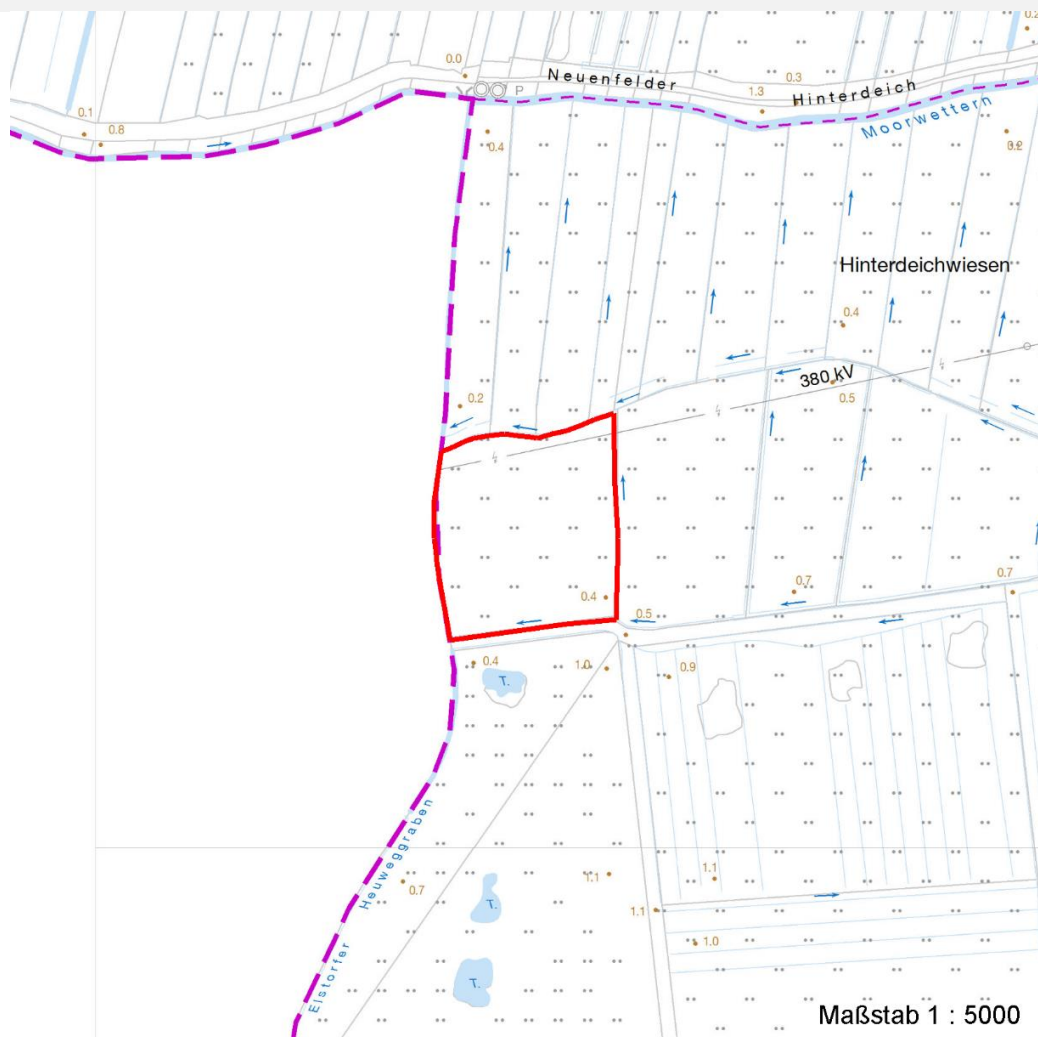 0.2
0.0
Neuenfelder
0.3
P
Hinterdeich
1.3
0.1
0.8
Moorwettern
0.4
0.2
Hinterdeichwiesen
0.4
380 kV
0.5
0.2
0.4
0.5
0.7
0.7
0.4
1.0
0.9
T.
Heuweggraben
0.7
1.1
1.1
T.
1.1
1.0
Elstorfer
T.
Maßstab 1 : 5000